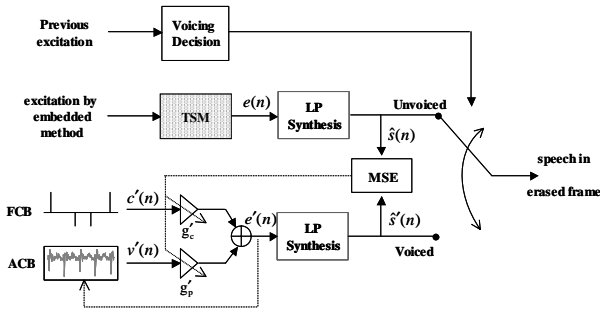 Previous
excitation
Voicing
Decision
excitation by
embedded
method
TSM
e(n)
LP
Synthesis
Unvoiced
ŝ(n)
MSE
speech in
erased frame
FCB
c′(n)
g′c
e′(n)
LP
Synthesis
ŝ′(n)
Voiced
ACB
v′(n)
g′p